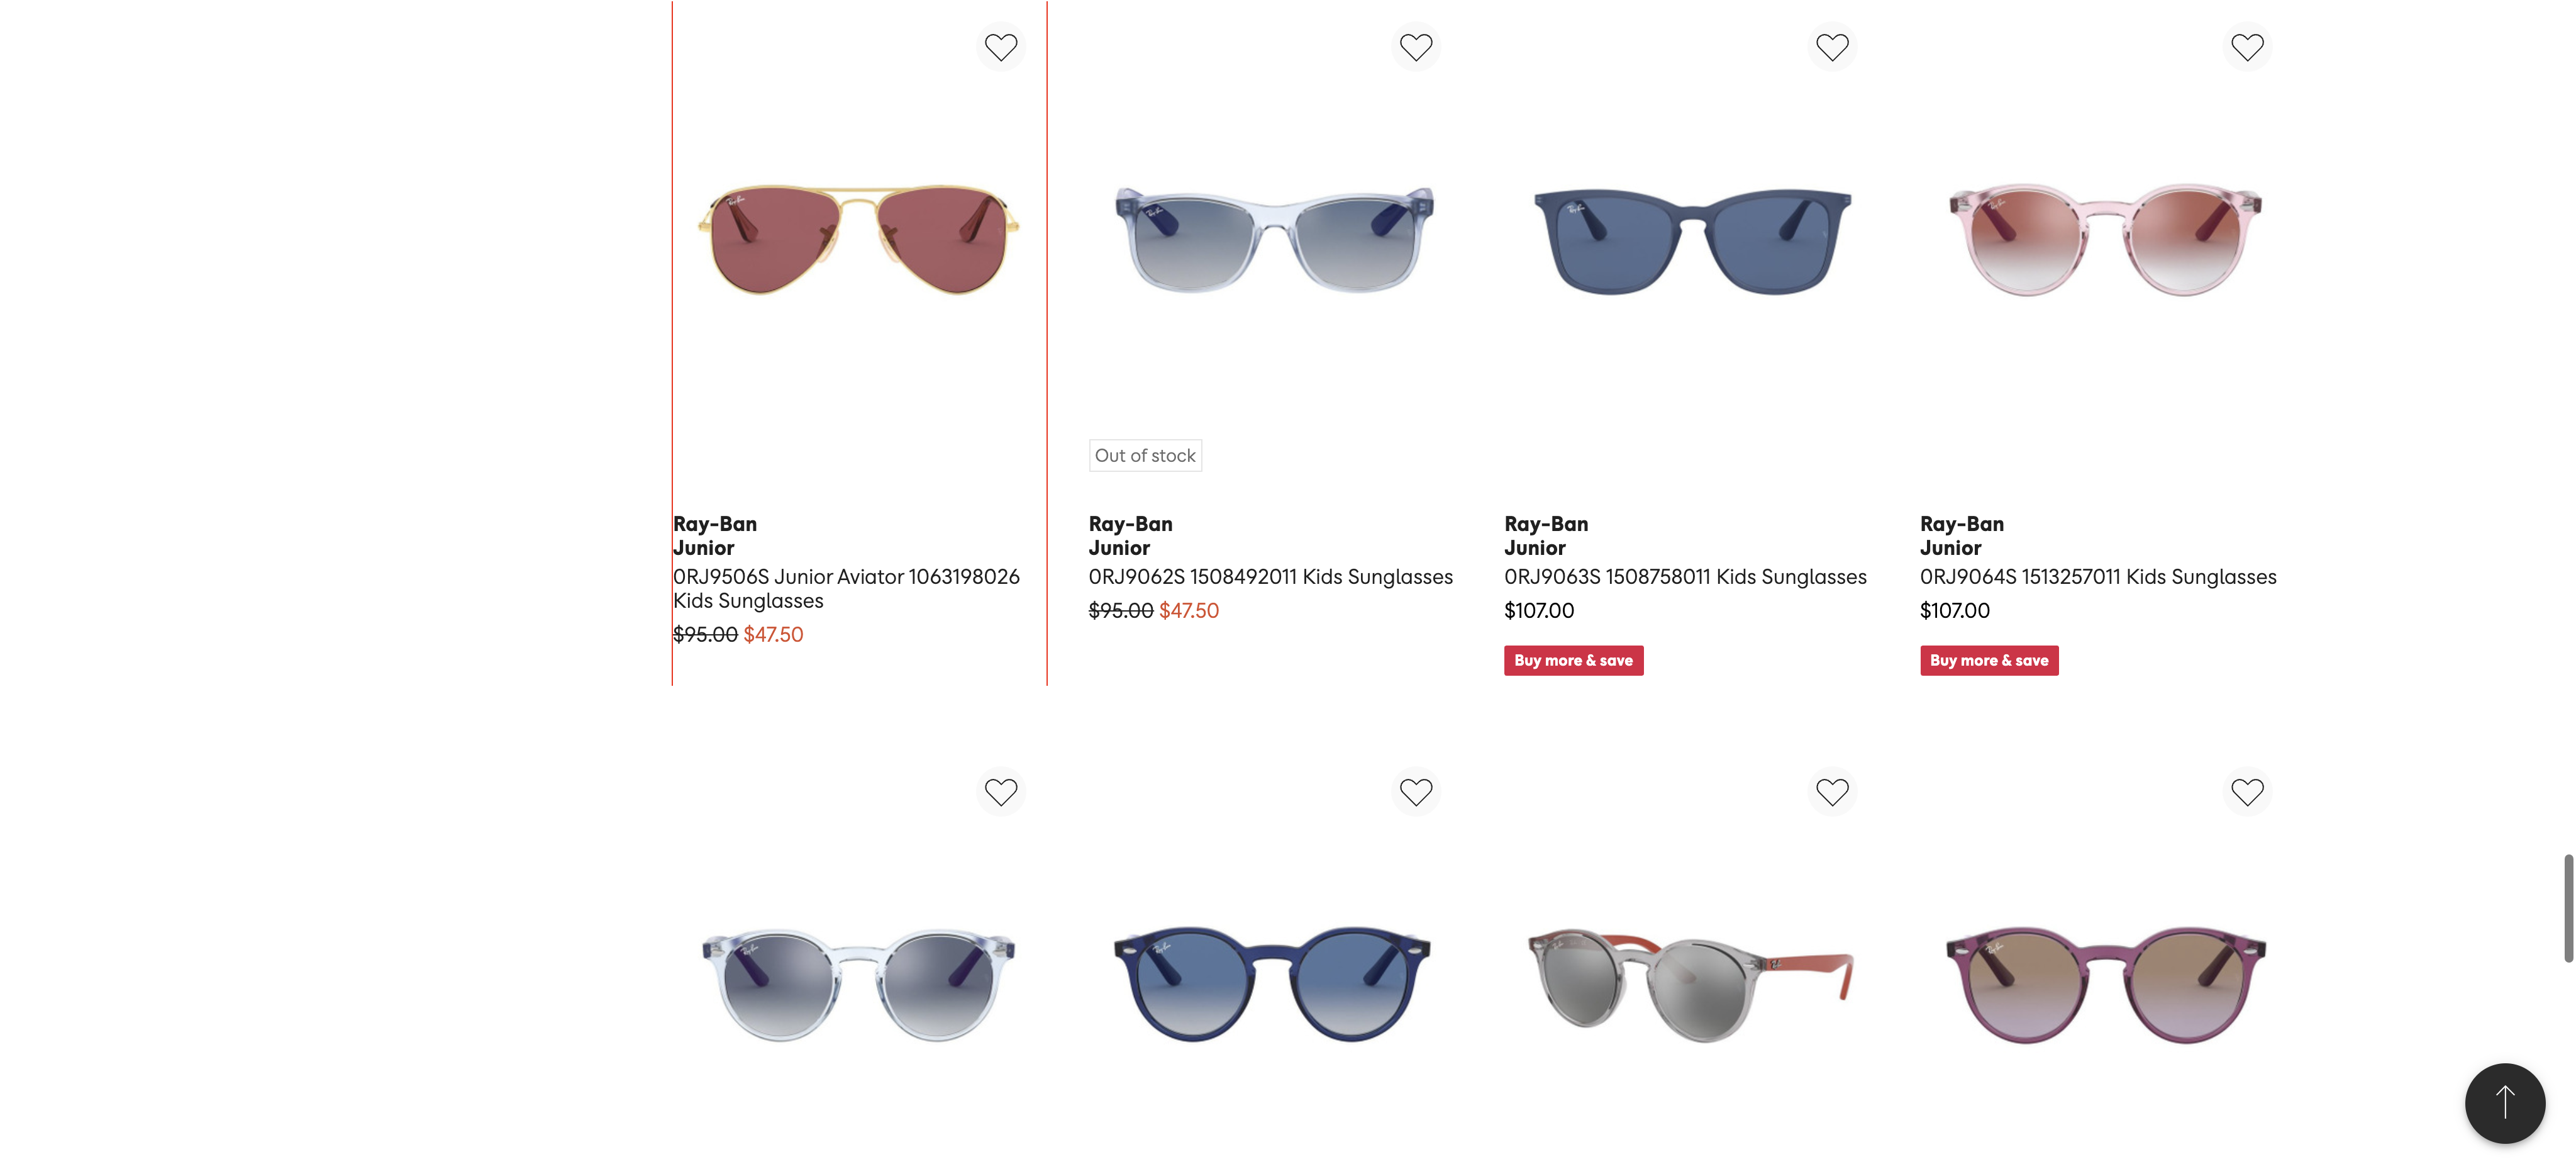 Out of stock
Ray-Ban
Junior
0RJ9506S Junior Aviator 1063198026
Kids Sunglasses
$95.00 $47.50
Ray-Ban
Junior
0RJ9062S 1508492011 Kids Sunglasses
$95.00 $47.50
Ray-Ban
Junior
0RJ9063S 1508758011 Kids Sunglasses
$107.00
Buy more & save
Ray-Ban
Junior
0RJ9064S 1513257011 Kids Sunglasses
$107.00
Buy more & save